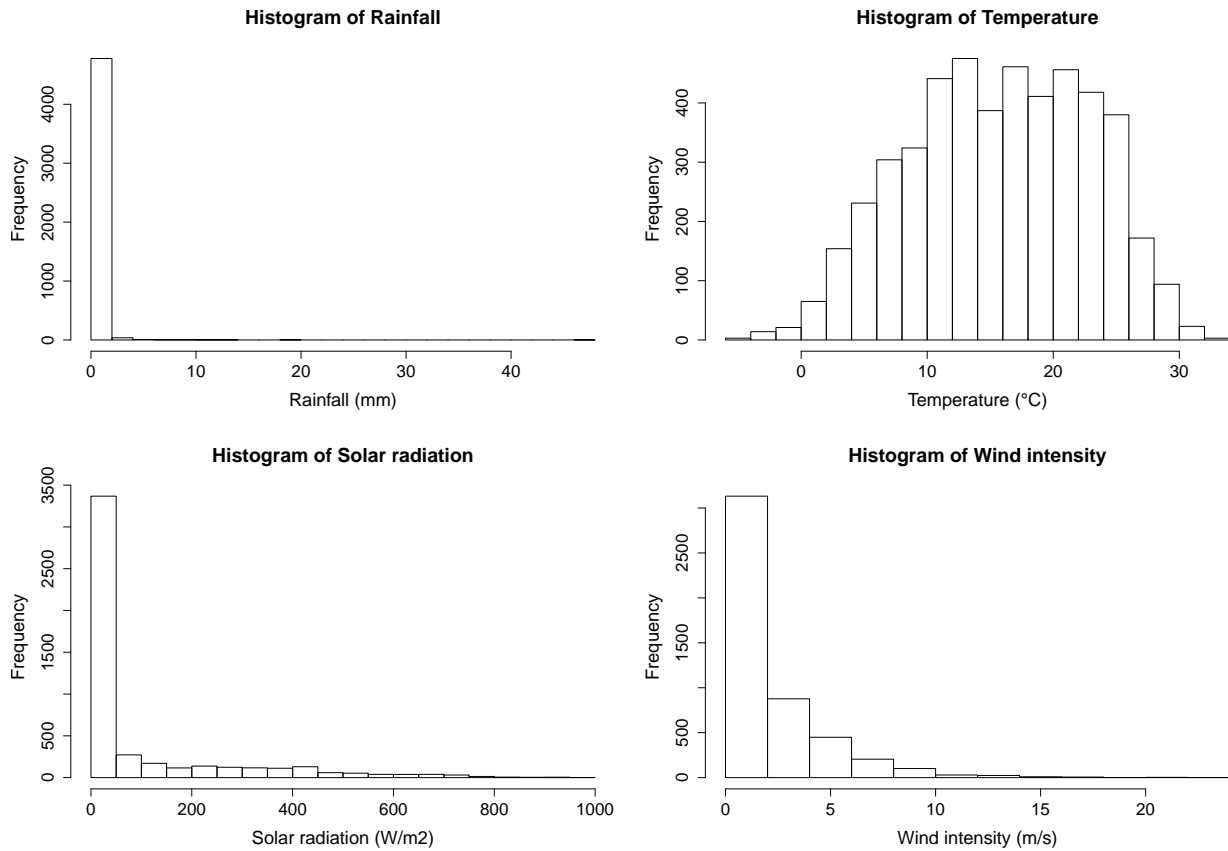 Histogram of Rainfall
Frequency
0 1000 2000 3000 4000
0 10 20 30 40
Rainfall (mm)
Histogram of Temperature
Frequency
0 100 200 300 400
0 10 20 30
Temperature (°C)
Histogram of Solar radiation
Frequency
0 500 1500 2500 3500
0 200 400 600 800 1000
Solar radiation (W/m2)
Histogram of Wind intensity
Frequency
0 500 1500 2500
0 5 10 15 20
Wind intensity (m/s)